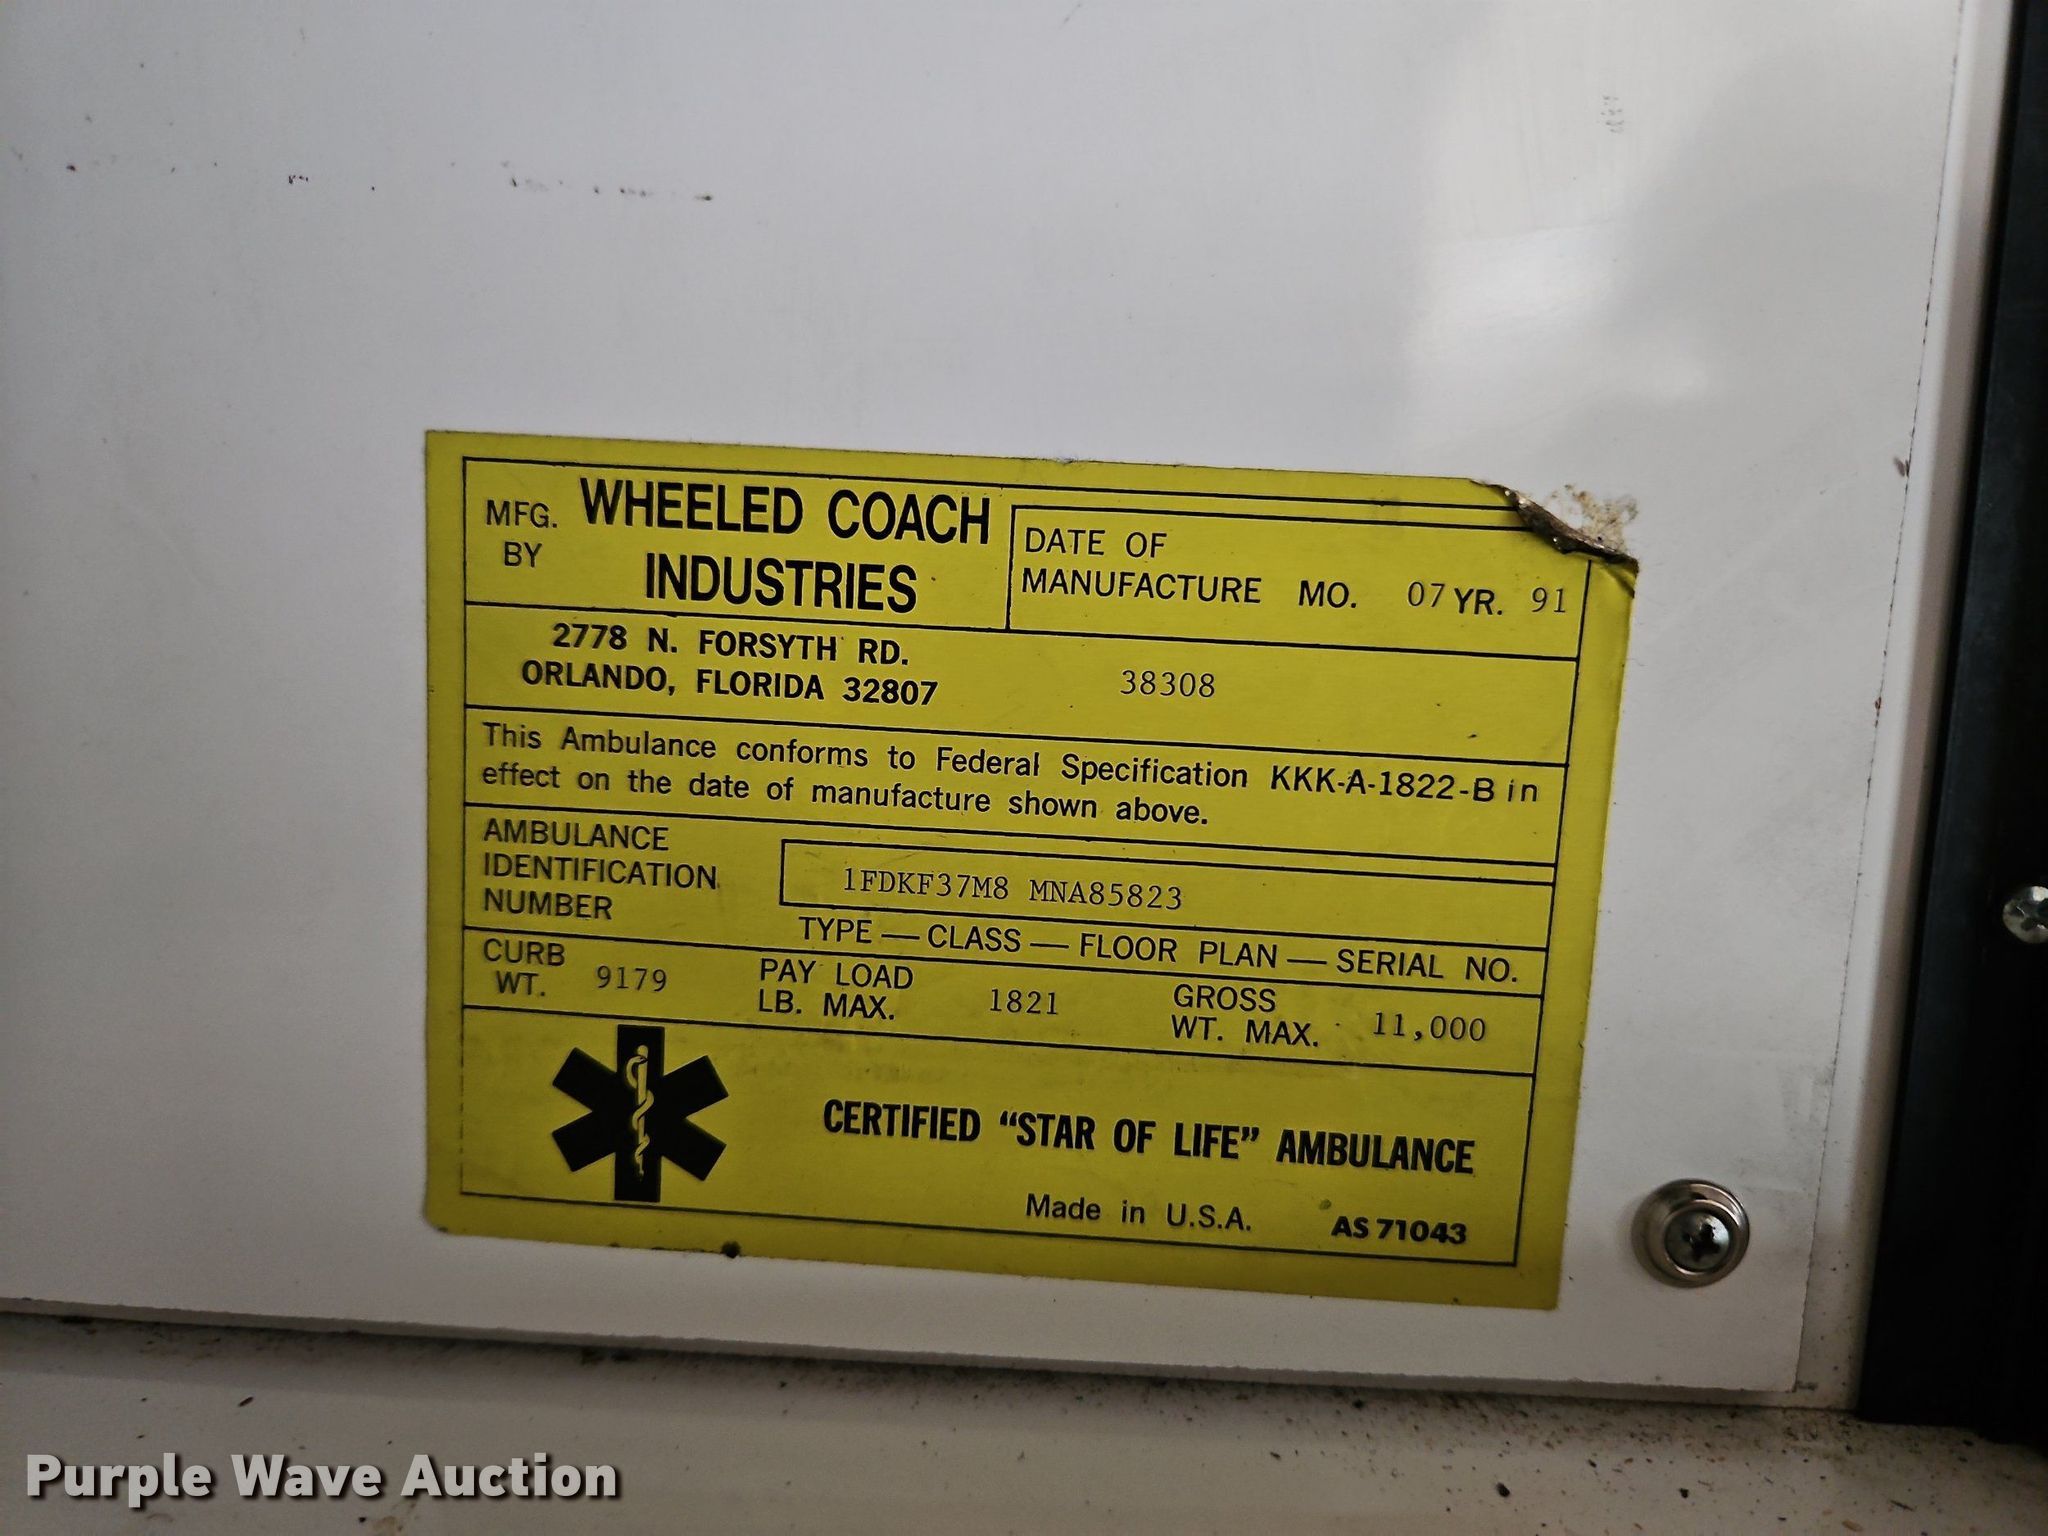 MFG. BY
WHEELED COACH
INDUSTRIES
DATE OF
MANUFACTURE MO. 07 YR. 91
2778 N. FORSYTH RD.
ORLANDO, FLORIDA 32807
38308
This Ambulance conforms to Federal Specification KKK-A-1822-B in
effect on the date of manufacture shown above.
AMBULANCE
IDENTIFICATION
NUMBER
1FDKF37M8 MNA85823
TYPE — CLASS — FLOOR PLAN — SERIAL NO.
CURB
WT. 9179
PAY LOAD
LB. MAX. 1821
GROSS
WT. MAX. 11,000
CERTIFIED “STAR OF LIFE” AMBULANCE
Made in U.S.A. AS 71043
Purple Wave Auction